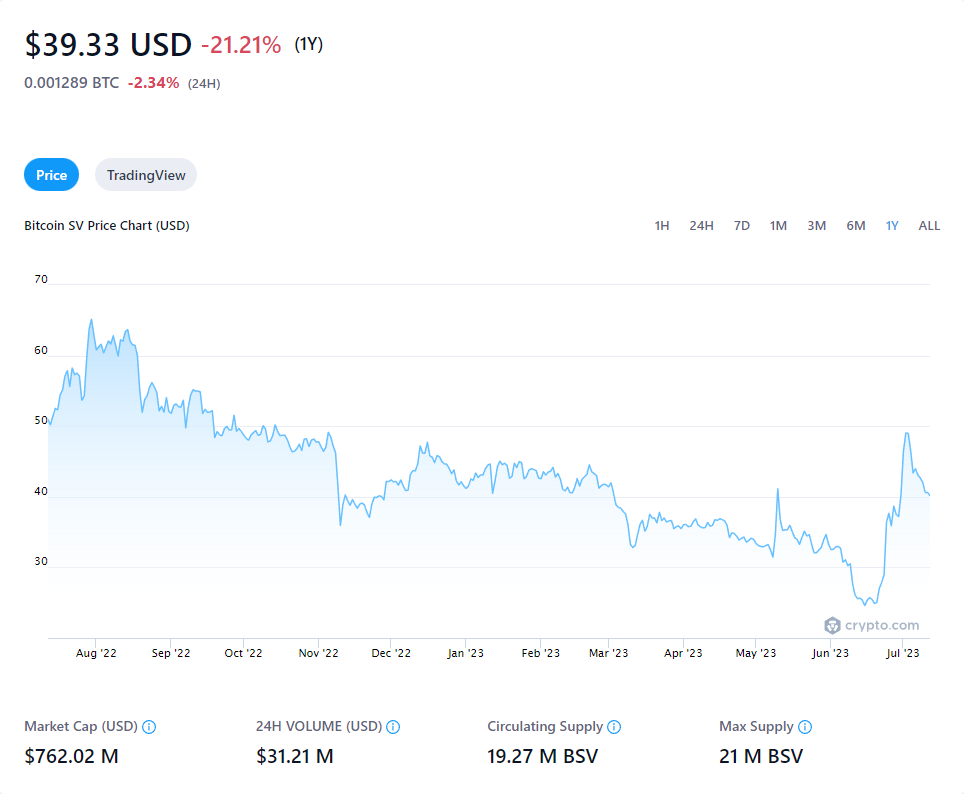 $39.33 USD -21.21% (1Y)
0.001289 BTC -2.34% (24H)
Price TradingView
Bitcoin SV Price Chart (USD) 1H 24H 7D 1M 3M 6M 1Y ALL
70
60
50
40
30
crypto.com
Aug '22 Sep '22 Oct '22 Nov '22 Dec '22 Jan '23 Feb '23 Mar '23 Apr '23 May '23 Jun '23 Jul '23
Market Cap (USD) 24H VOLUME (USD) Circulating Supply Max Supply
$762.02 M $31.21 M 19.27 M BSV 21 M BSV